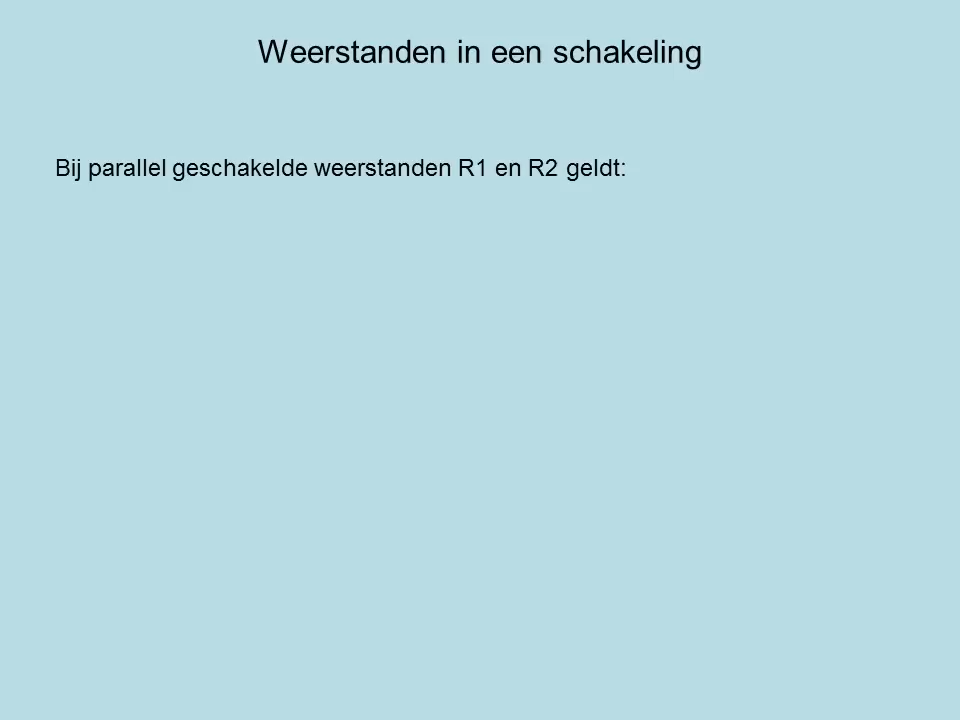 Weerstanden in een schakeling
Bij parallel geschakelde weerstanden R1 en R2 geldt: